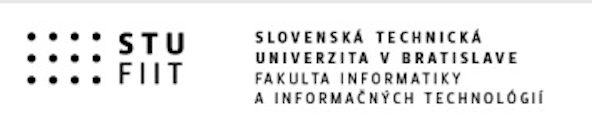 STU
FIIT
SLOVENSKÁ TECHNICKÁ
UNIVERZITA V BRATISLAVE
FAKULTA INFORMATIKY
A INFORMAČNÝCH TECHNOLÓGIÍ